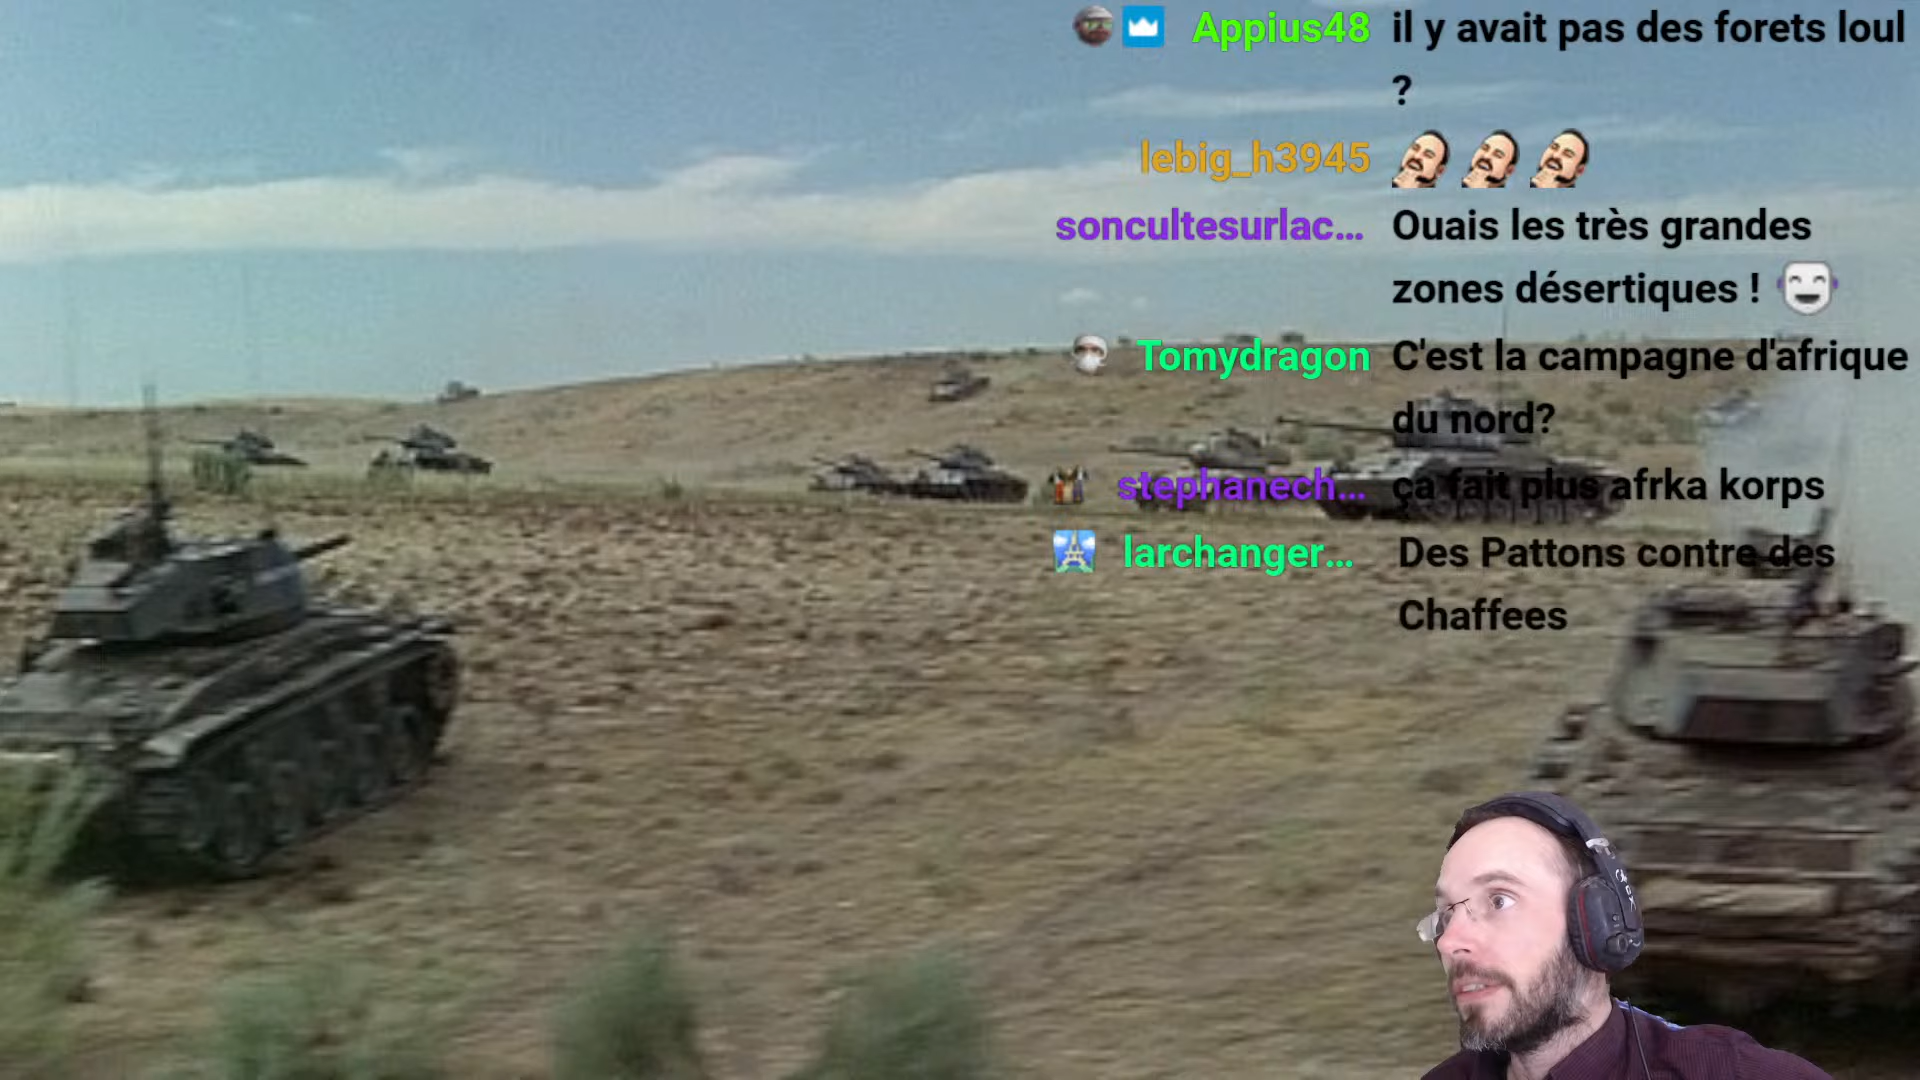 Appius48 il y avait pas des forets loul
?
lebig_h3945
soncultesurlac... Ouais les très grandes
zones désertiques !
Tomydragon C'est la campagne d'afrique
du nord?
stephanech... ça fait plus afrka korps
larchanger... Des Pattons contre des
Chaffees